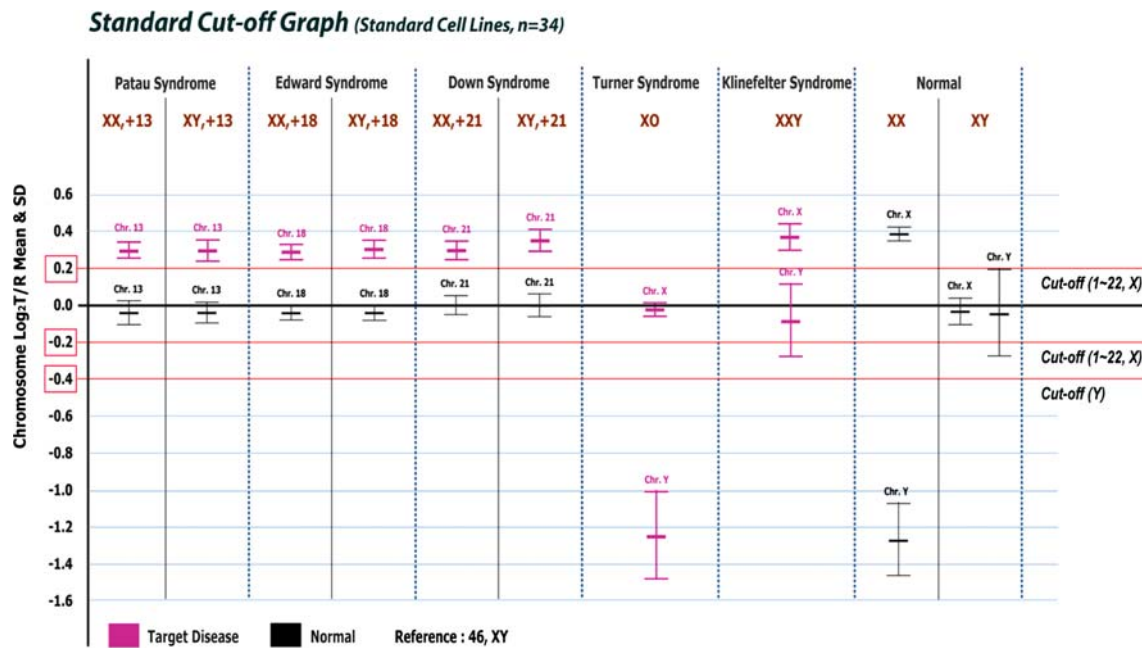 Standard Cut-off Graph (Standard Cell Lines, n=34)
Patau Syndrome Edward Syndrome Down Syndrome Turner Syndrome Klinefelter Syndrome Normal
XX,+13 XY,+13 XX,+18 XY,+18 XX,+21 XY,+21 XO XXY XX XY
Chromosome Log2T/R Mean & SD
0.6
0.4
0.2
0.0
-0.2
-0.4
-0.6
-0.8
-1.0
-1.2
-1.4
-1.6
Chr. 13 Chr. 13 Chr. 18 Chr. 18 Chr. 21 Chr. 21 Chr. X Chr. X
Chr. Y Chr. Y
Chr. 13 Chr. 13 Chr. 18 Chr. 18 Chr. 21 Chr. 21 Chr. X Chr. X
Chr. Y Chr. Y
Cut-off (1~22, X)
Cut-off (1~22, X)
Cut-off (Y)
Target Disease Normal Reference : 46, XY